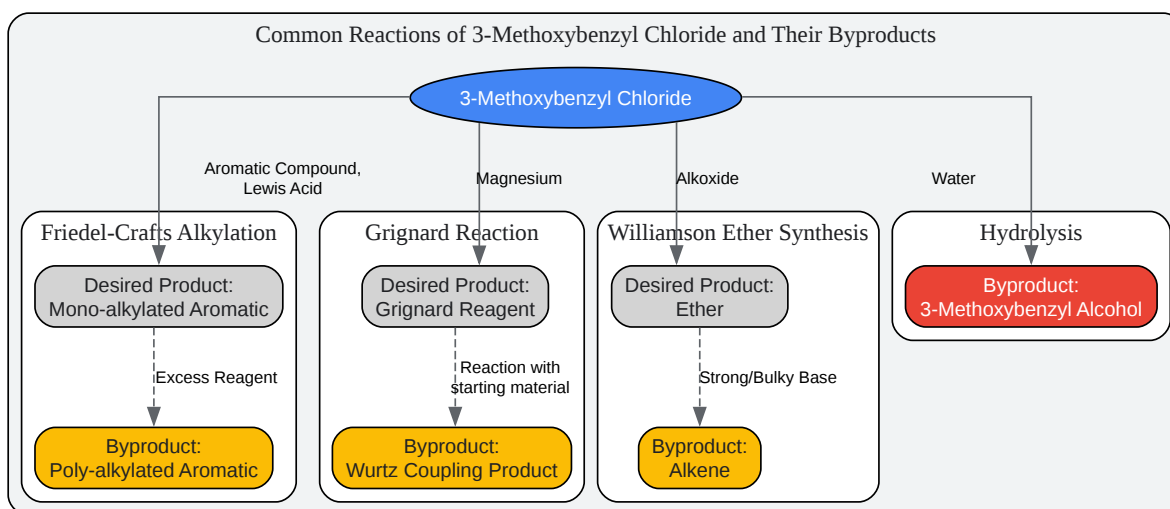 Common Reactions of 3-Methoxybenzyl Chloride and Their Byproducts
3-Methoxybenzyl Chloride
Aromatic Compound,
Lewis Acid
Magnesium
Alkoxide
Water
Friedel-Crafts Alkylation
Desired Product:
Mono-alkylated Aromatic
Excess Reagent
Byproduct:
Poly-alkylated Aromatic
Grignard Reaction
Desired Product:
Grignard Reagent
Reaction with
starting material
Byproduct:
Wurtz Coupling Product
Williamson Ether Synthesis
Desired Product:
Ether
Strong/Bulky Base
Byproduct:
Alkene
Hydrolysis
Byproduct:
3-Methoxybenzyl Alcohol